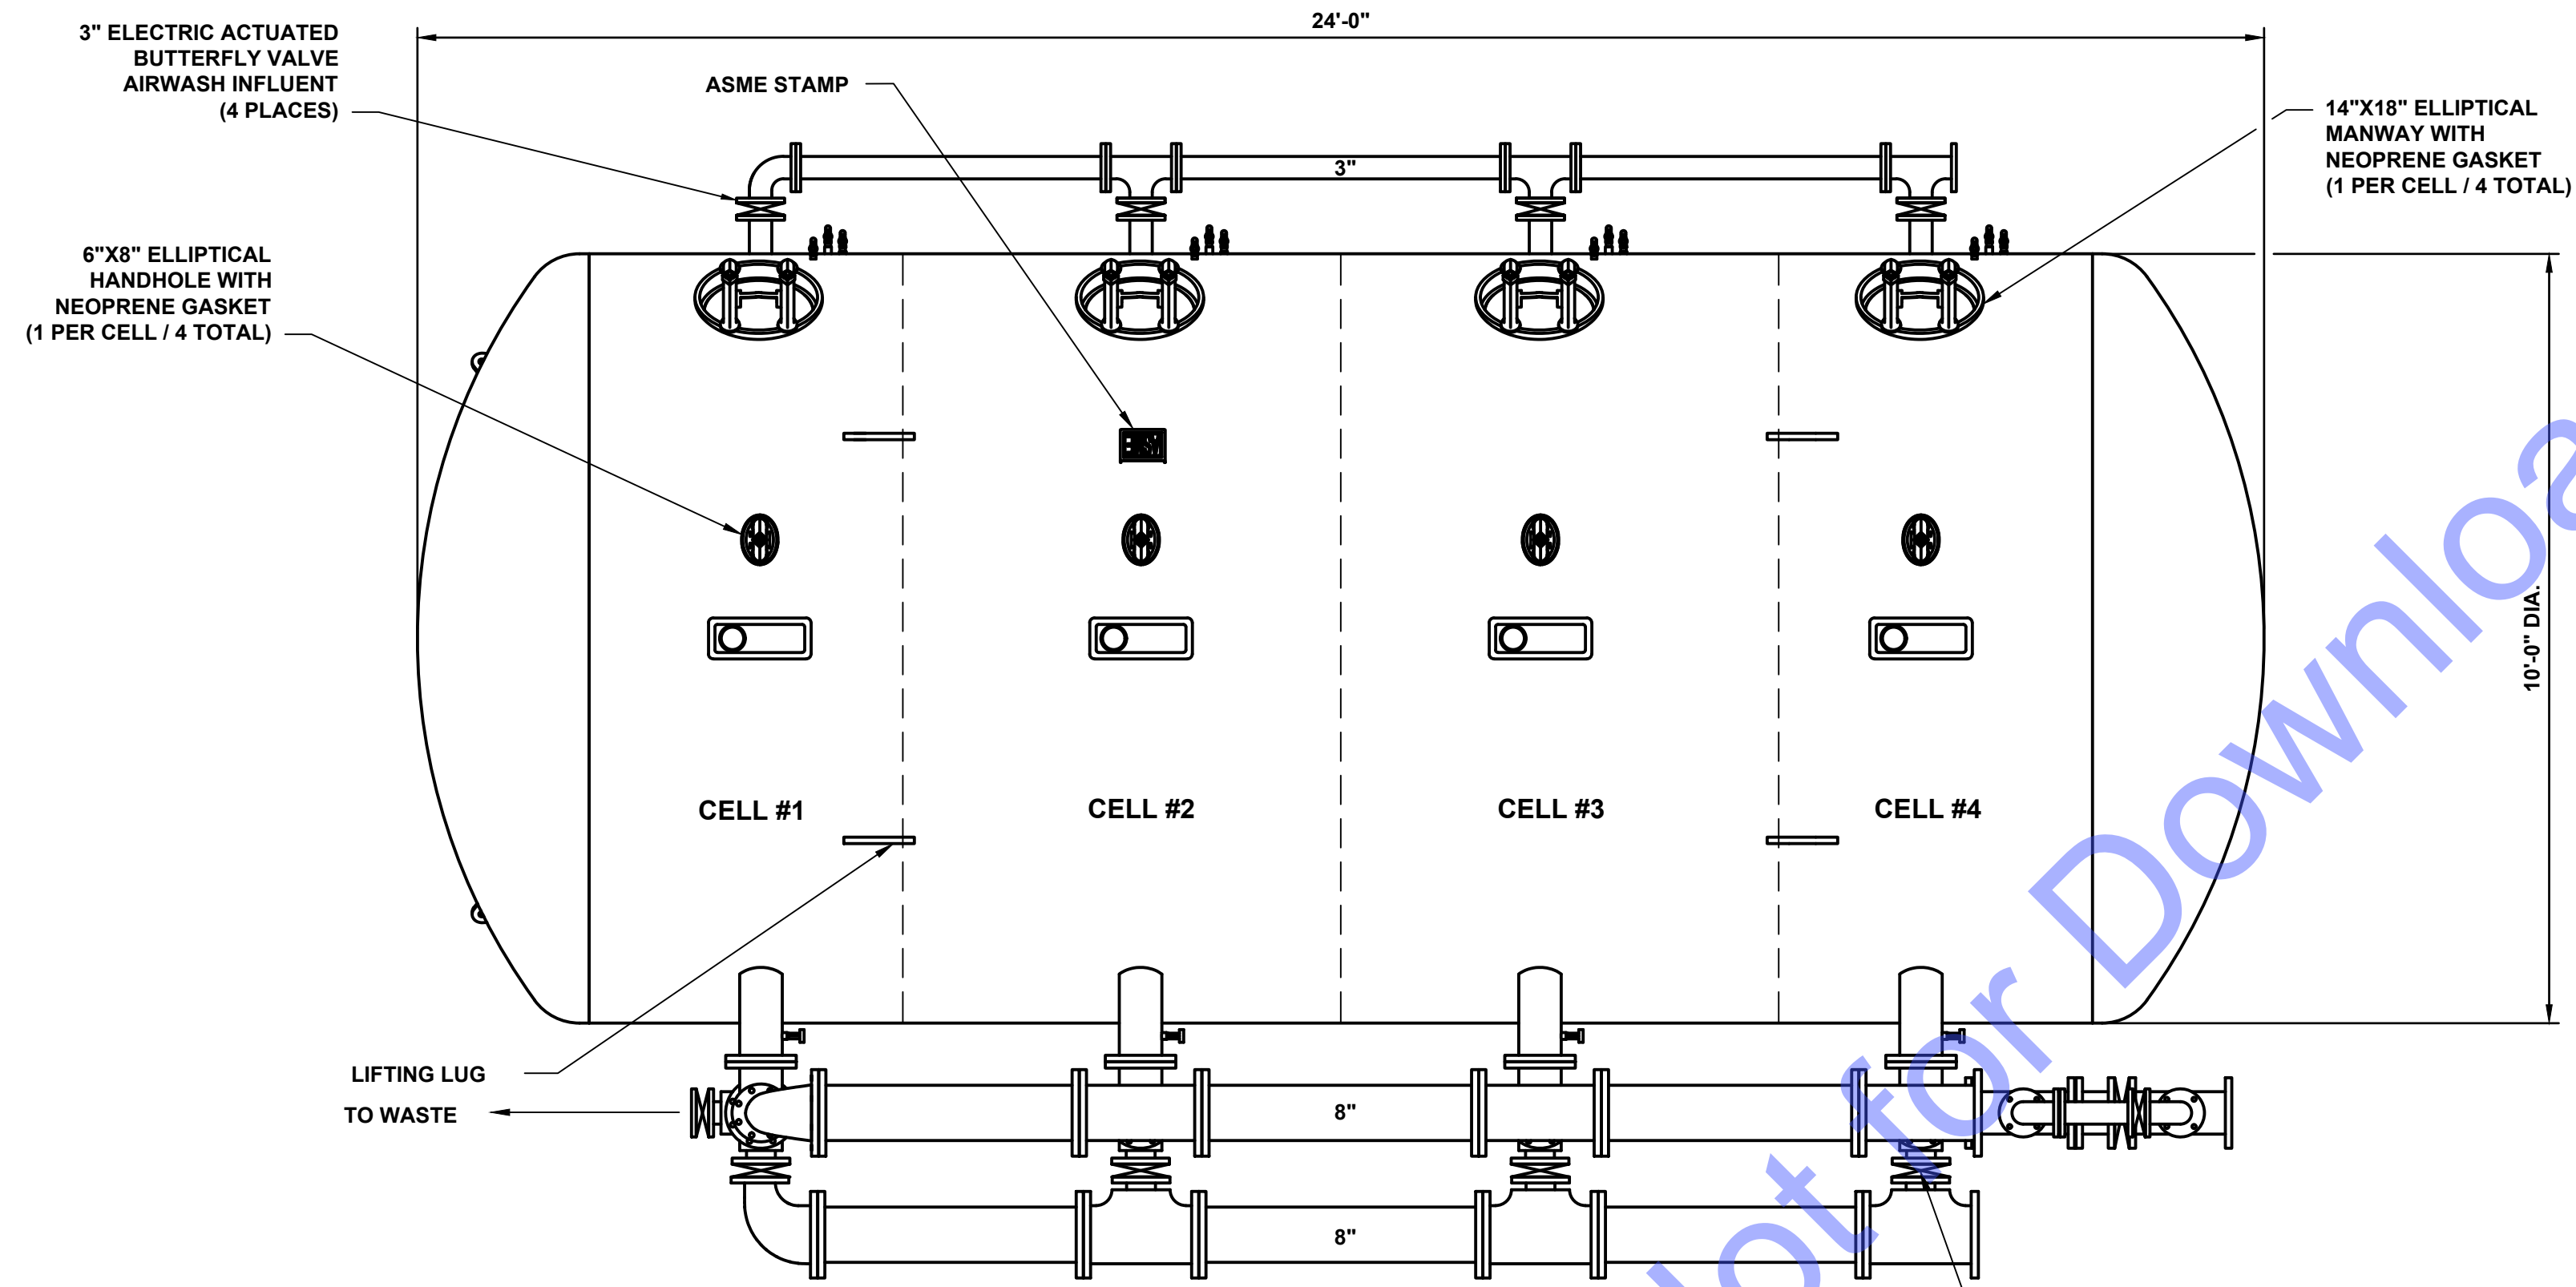 24'-0"
3" ELECTRIC ACTUATED
BUTTERFLY VALVE
AIRWASH INFLUENT
(4 PLACES)
ASME STAMP
14"X18" ELLIPTICAL
MANWAY WITH
NEOPRENE GASKET
(1 PER CELL / 4 TOTAL)
3"
6"X8" ELLIPTICAL
HANDHOLE WITH
NEOPRENE GASKET
(1 PER CELL / 4 TOTAL)
10'-0" DIA.
CELL #1
CELL #2
CELL #3
CELL #4
LIFTING LUG
TO WASTE
8"
8"
for Downloa